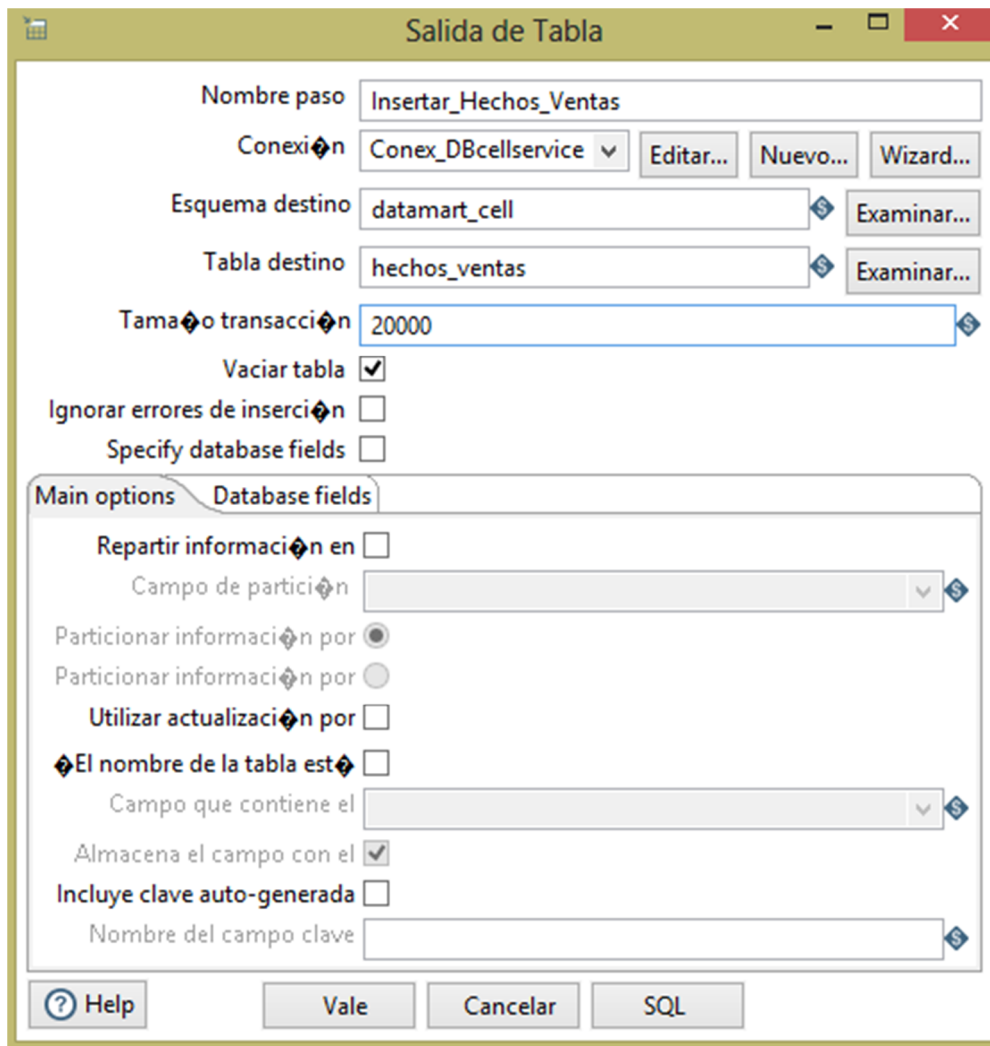 Salida de Tabla
Nombre paso Insertar_Hechos_Ventas
Conexi�n Conex_DBcellservice Editar... Nuevo... Wizard...
Esquema destino datamart_cell Examinar...
Tabla destino hechos_ventas Examinar...
Tama�o transacci�n 20000
Vaciar tabla
Ignorar errores de inserci�n
Specify database fields
Main options Database fields
Repartir informaci�n en
Campo de partici�n
Particionar informaci�n por
Particionar informaci�n por
Utilizar actualizaci�n por
�El nombre de la tabla est�
Campo que contiene el
Almacena el campo con el
Incluye clave auto-generada
Nombre del campo clave
Help Vale Cancelar SQL